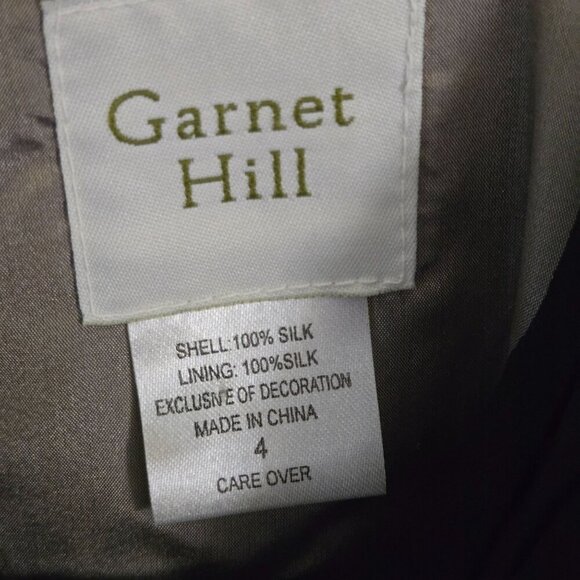 Garnet
Hill
SHELL:100% SILK
LINING: 100%SILK
EXCLUSIVE OF DECORATION
MADE IN CHINA
4
CARE OVER